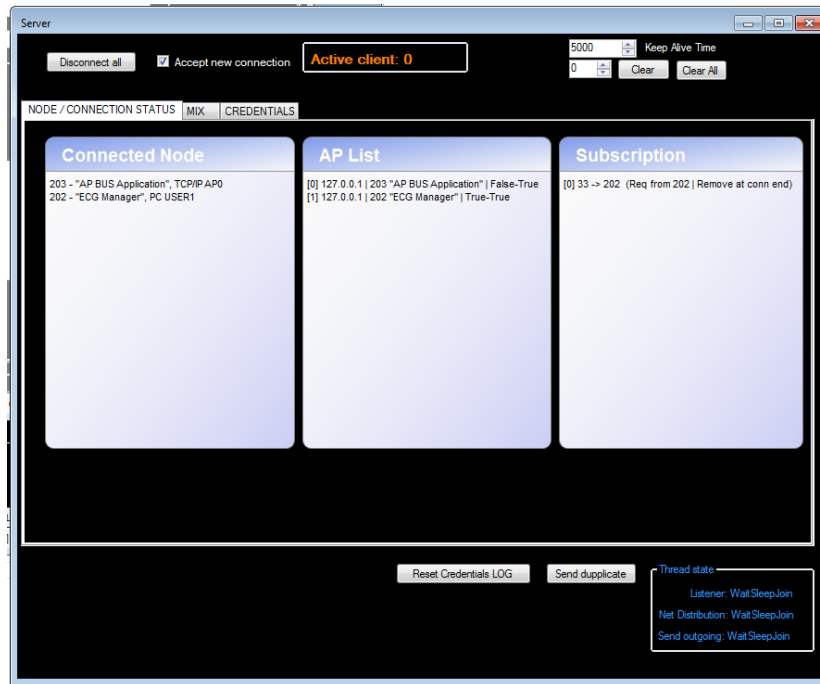 Server
5000 Keep Alive Time
Disconnect all Accept new connection Active client: 0
0 Clear Clear All
NODE / CONNECTION STATUS MIX CREDENTIALS
Connected Node
203 - "AP BUS Application", TCP/IP AP0
202 - "ECG Manager", PC USER1
AP List
[0] 127.0.0.1 | 203 "AP BUS Application" | False-True
[1] 127.0.0.1 | 202 "ECG Manager" | True-True
Subscription
[0] 33 -> 202 (Req from 202 | Remove at conn end)
Reset Credentials LOG Send dupplicate
Thread state
Listener: WaitSleepJoin
Net Distribution: WaitSleepJoin
Send outgoing: WaitSleepJoin